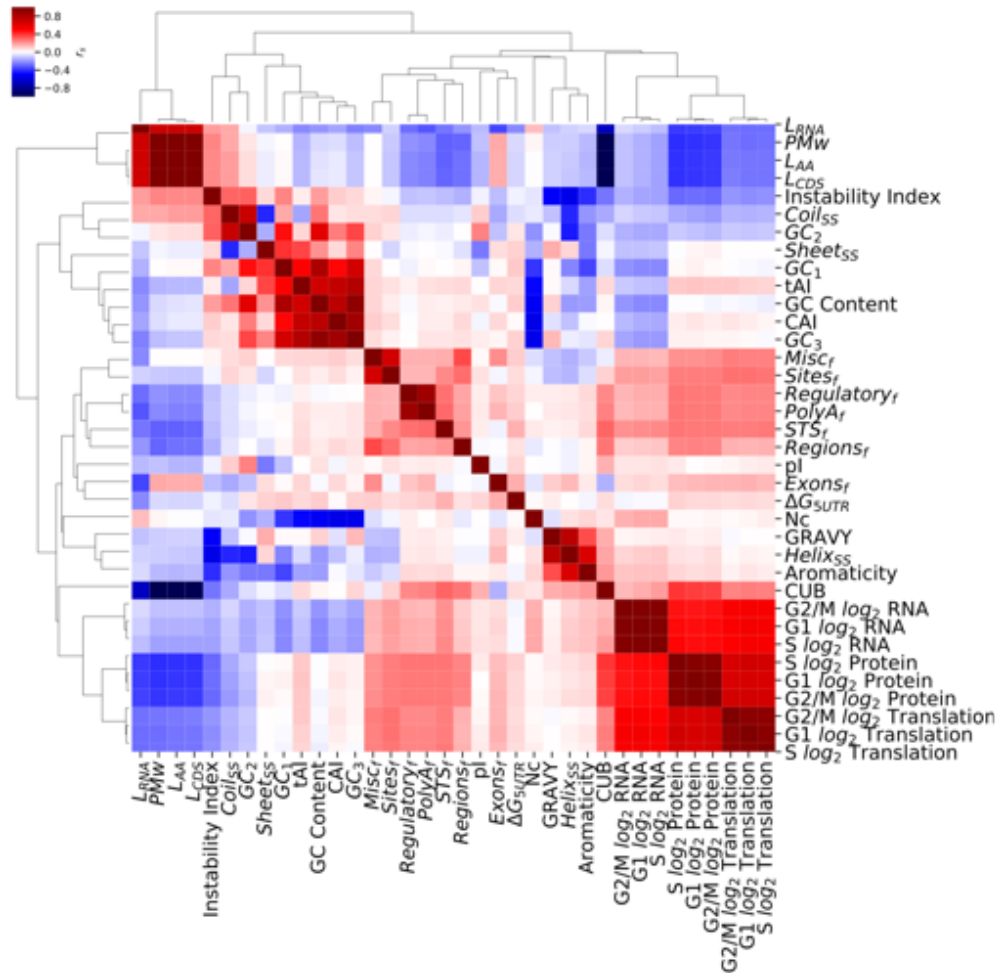 0.8
0.4
0.0
−0.4
−0.8
rs
LRNA
PMw
LAA
LCDS
Instability Index
CoilSS
GC2
SheetSS
GC1
tAI
GC Content
CAI
GC3
Miscf
Sitesf
Regulatoryf
PolyAf
STSf
Regionsf
pI
Exonsf
ΔG5UTR
Nc
GRAVY
HelixSS
Aromaticity
CUB
G2/M log2 RNA
G1 log2 RNA
S log2 RNA
S log2 Protein
G1 log2 Protein
G2/M log2 Protein
G2/M log2 Translation
G1 log2 Translation
S log2 Translation
LRNA
PMw
LAA
LCDS
Instability Index
CoilSS
GC2
SheetSS
GC1
tAI
GC Content
CAI
GC3
Miscf
Sitesf
Regulatoryf
PolyAf
STSf
Regionsf
pI
Exonsf
ΔG5UTR
NC
GRAVY
HelixSS
Aromaticity
CUB
G2/M log2 RNA
G1 log2 RNA
S log2 RNA
S log2 Protein
G1 log2 Protein
G2/M log2 Protein
G2/M log2 Translation
G1 log2 Translation
S log2 Translation